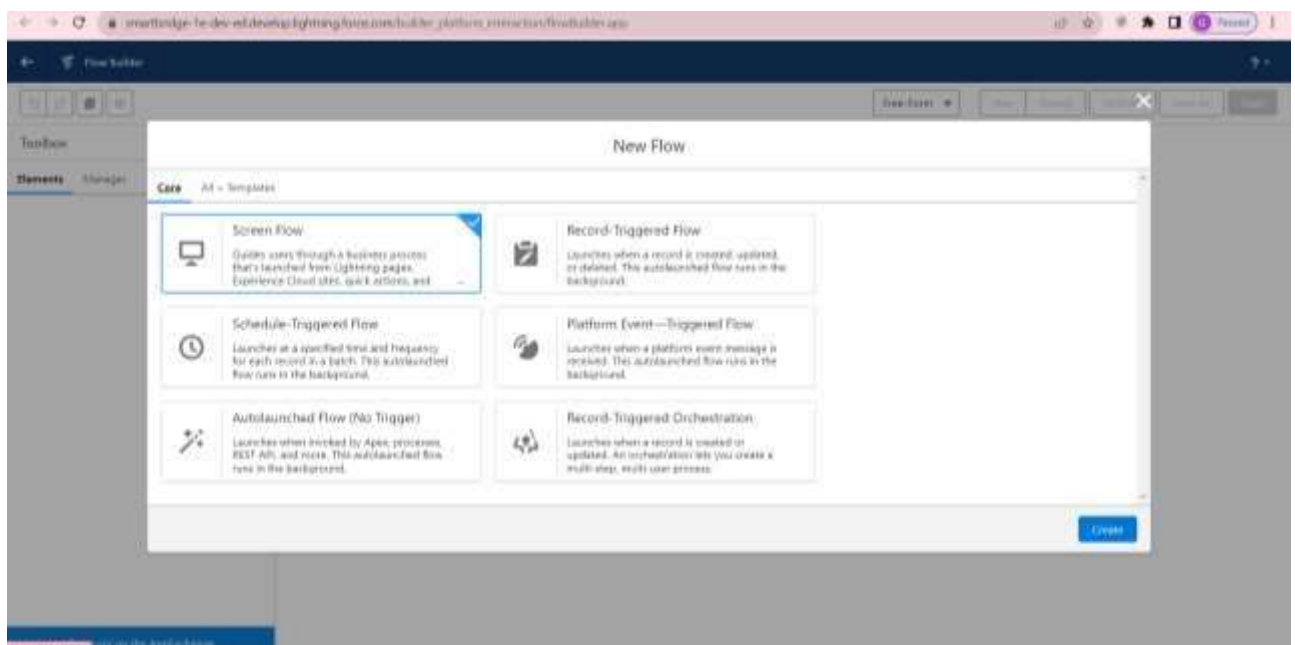 Flow Builder
?
Free-Form
Toolbox
Elements Manager
New Flow
Core All + Templates
Screen Flow
Guides users through a business process
that's launched from Lightning pages,
Experience Cloud sites, quick actions, and
...
Record-Triggered Flow
Launches when a record is created, updated,
or deleted. This autolaunched flow runs in the
background.
Schedule-Triggered Flow
Launches at a specified time and frequency
for each record in a batch. This autolaunched
flow runs in the background.
Platform Event—Triggered Flow
Launches when a platform event message is
received. This autolaunched flow runs in the
background.
Autolaunched Flow (No Trigger)
Launches when invoked by Apex, processes,
REST API, and more. This autolaunched flow
runs in the background.
Record-Triggered Orchestration
Launches when a record is created or
updated. An orchestration lets you create a
multi-step, multi-user process.
Create